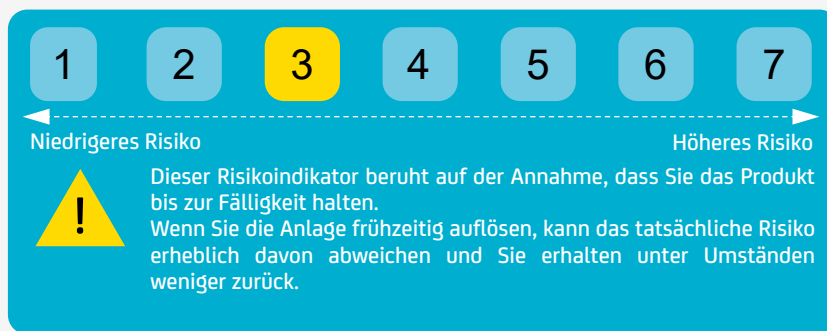 1 2 3 4 5 6 7
Niedrigeres Risiko Höheres Risiko
!
Dieser Risikoindikator beruht auf der Annahme, dass Sie das Produkt
bis zur Fälligkeit halten.
Wenn Sie die Anlage frühzeitig auflösen, kann das tatsächliche Risiko
erheblich davon abweichen und Sie erhalten unter Umständen
weniger zurück.